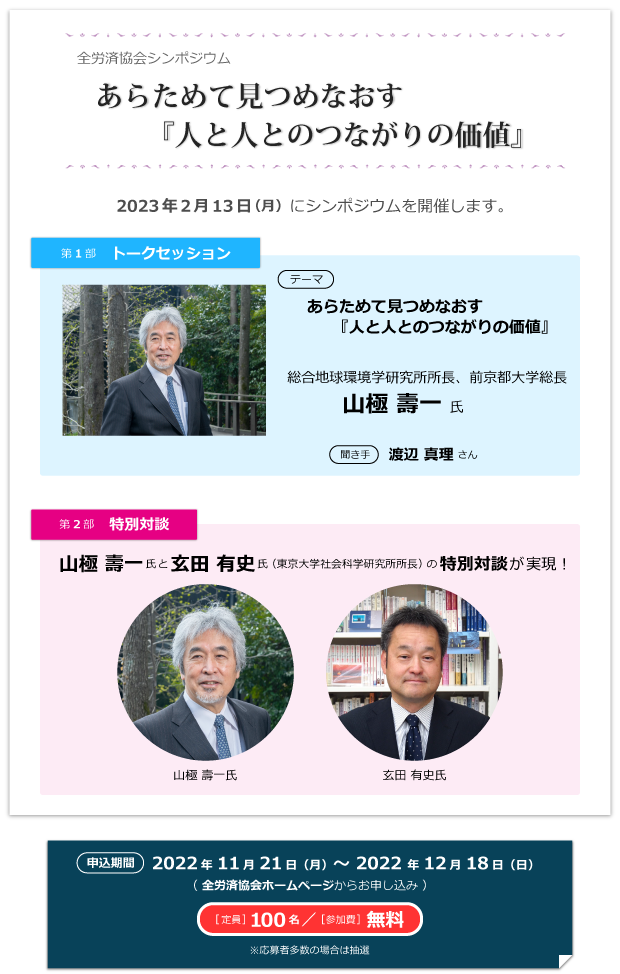 全労済協会シンポジウム
あらためて見つめなおす
『人と人とのつながりの価値』
2023年2月13日(月) にシンポジウムを開催します。
第1部 トークセッション
テーマ
あらためて見つめなおす
『人と人とのつながりの価値』
総合地球環境学研究所所長、前京都大学総長
山極 壽一 氏
聞き手 渡辺 真理 さん
第2部 特別対談
山極 壽一氏と玄田 有史氏（東京大学社会科学研究所所長）の特別対談が実現！
山極 壽一氏 玄田 有史氏
申込期間 2022年11月21日（月）～2022年12月18日（日）
（全労済協会ホームページからお申し込み）
［定員］100名／［参加費］無料
※応募者多数の場合は抽選